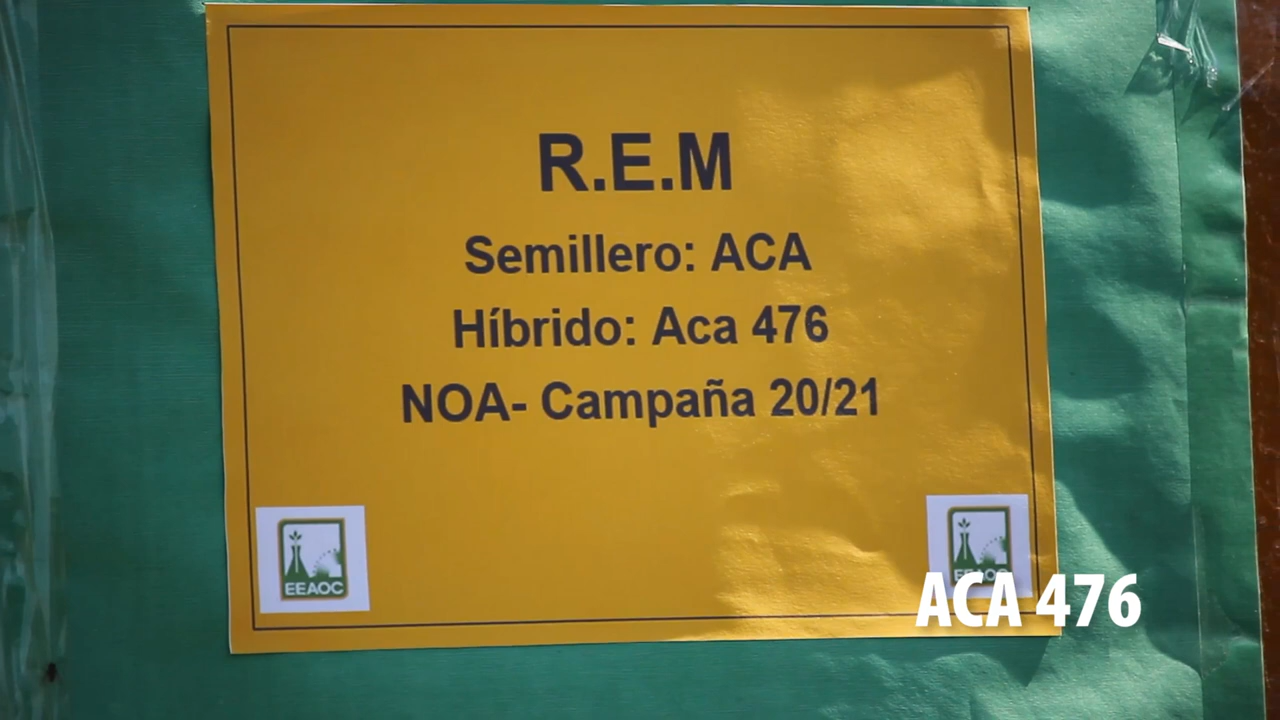 R.E.M
Semillero: ACA
Híbrido: Aca 476
NOA- Campaña 20/21
EEAOC
EEAOC
ACA 476